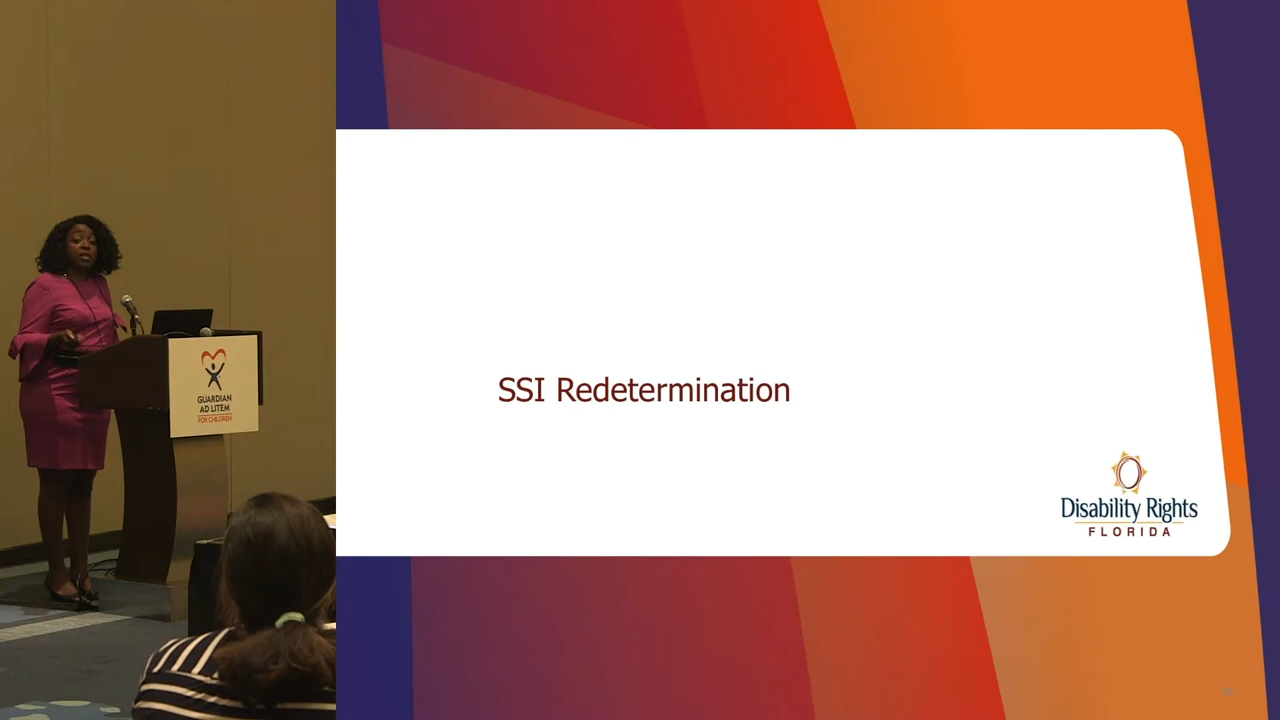 SSI Redetermination
Disability Rights
FLORIDA
GUARDIAN
AD LITEM
FOR CHILDREN